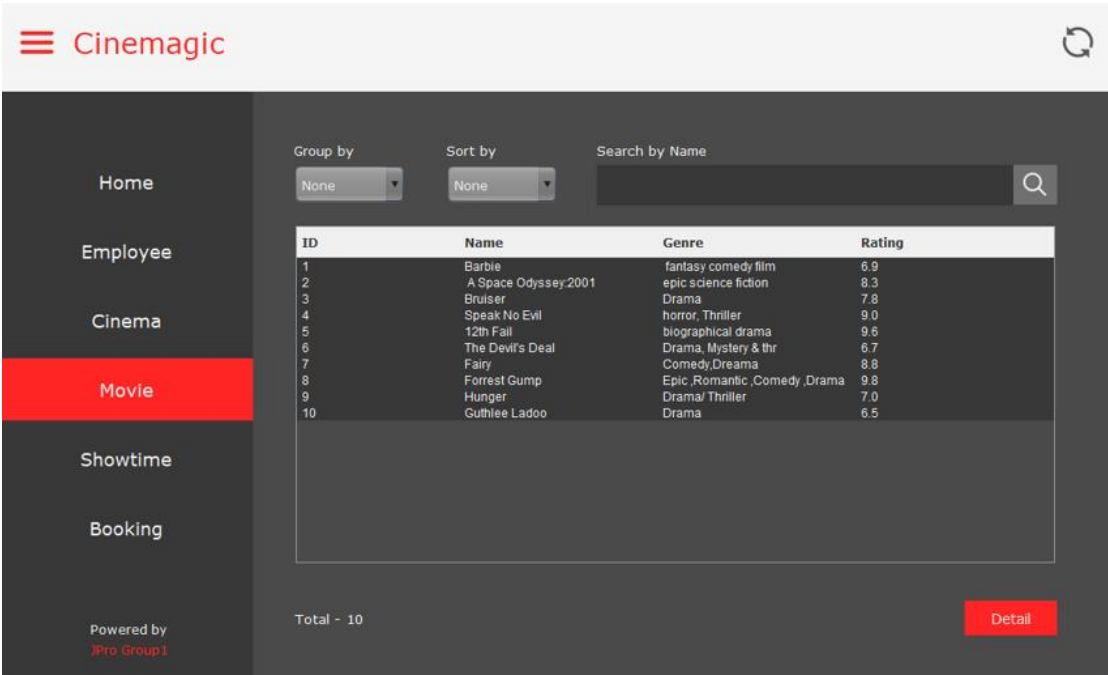 Cinemagic
Home
Employee
Cinema
Movie
Showtime
Booking
Powered by
JPro Group1
Group by Sort by Search by Name
None None
ID Name Genre Rating
1 Barbie fantasy comedy film 6.9
2 A Space Odyssey:2001 epic science fiction 8.3
3 Bruiser Drama 7.8
4 Speak No Evil horror, Thriller 9.0
5 12th Fail biographical drama 9.6
6 The Devil's Deal Drama, Mystery & thr 6.7
7 Fairy Comedy,Dreama 8.8
8 Forrest Gump Epic ,Romantic ,Comedy ,Drama 9.8
9 Hunger Drama/ Thriller 7.0
10 Guthlee Ladoo Drama 6.5
Total - 10 Detail